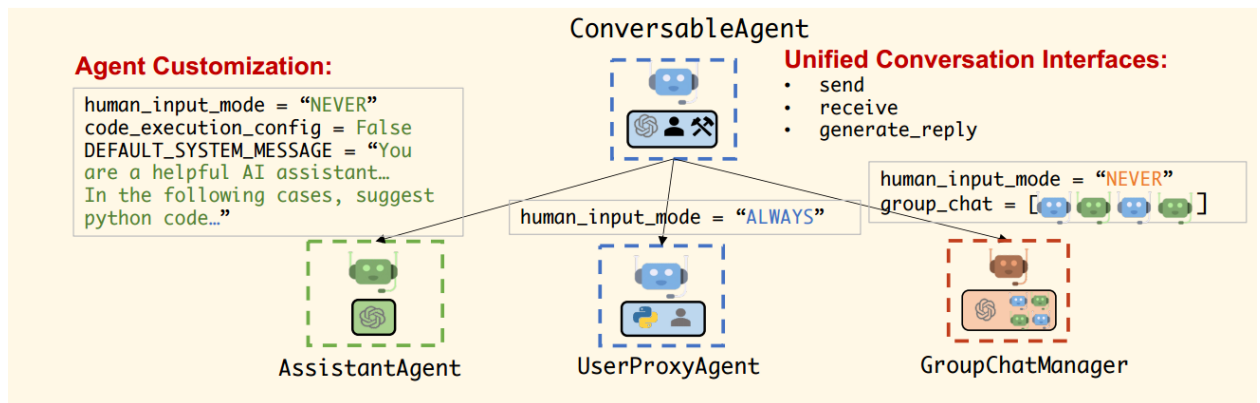 ConversableAgent
Agent Customization:
human_input_mode = “NEVER”
code_execution_config = False
DEFAULT_SYSTEM_MESSAGE = “You
are a helpful AI assistant…
In the following cases, suggest
python code…”
Unified Conversation Interfaces:
• send
• receive
• generate_reply
human_input_mode = “NEVER”
group_chat = [ ]
human_input_mode = “ALWAYS”
AssistantAgent
UserProxyAgent
GroupChatManager